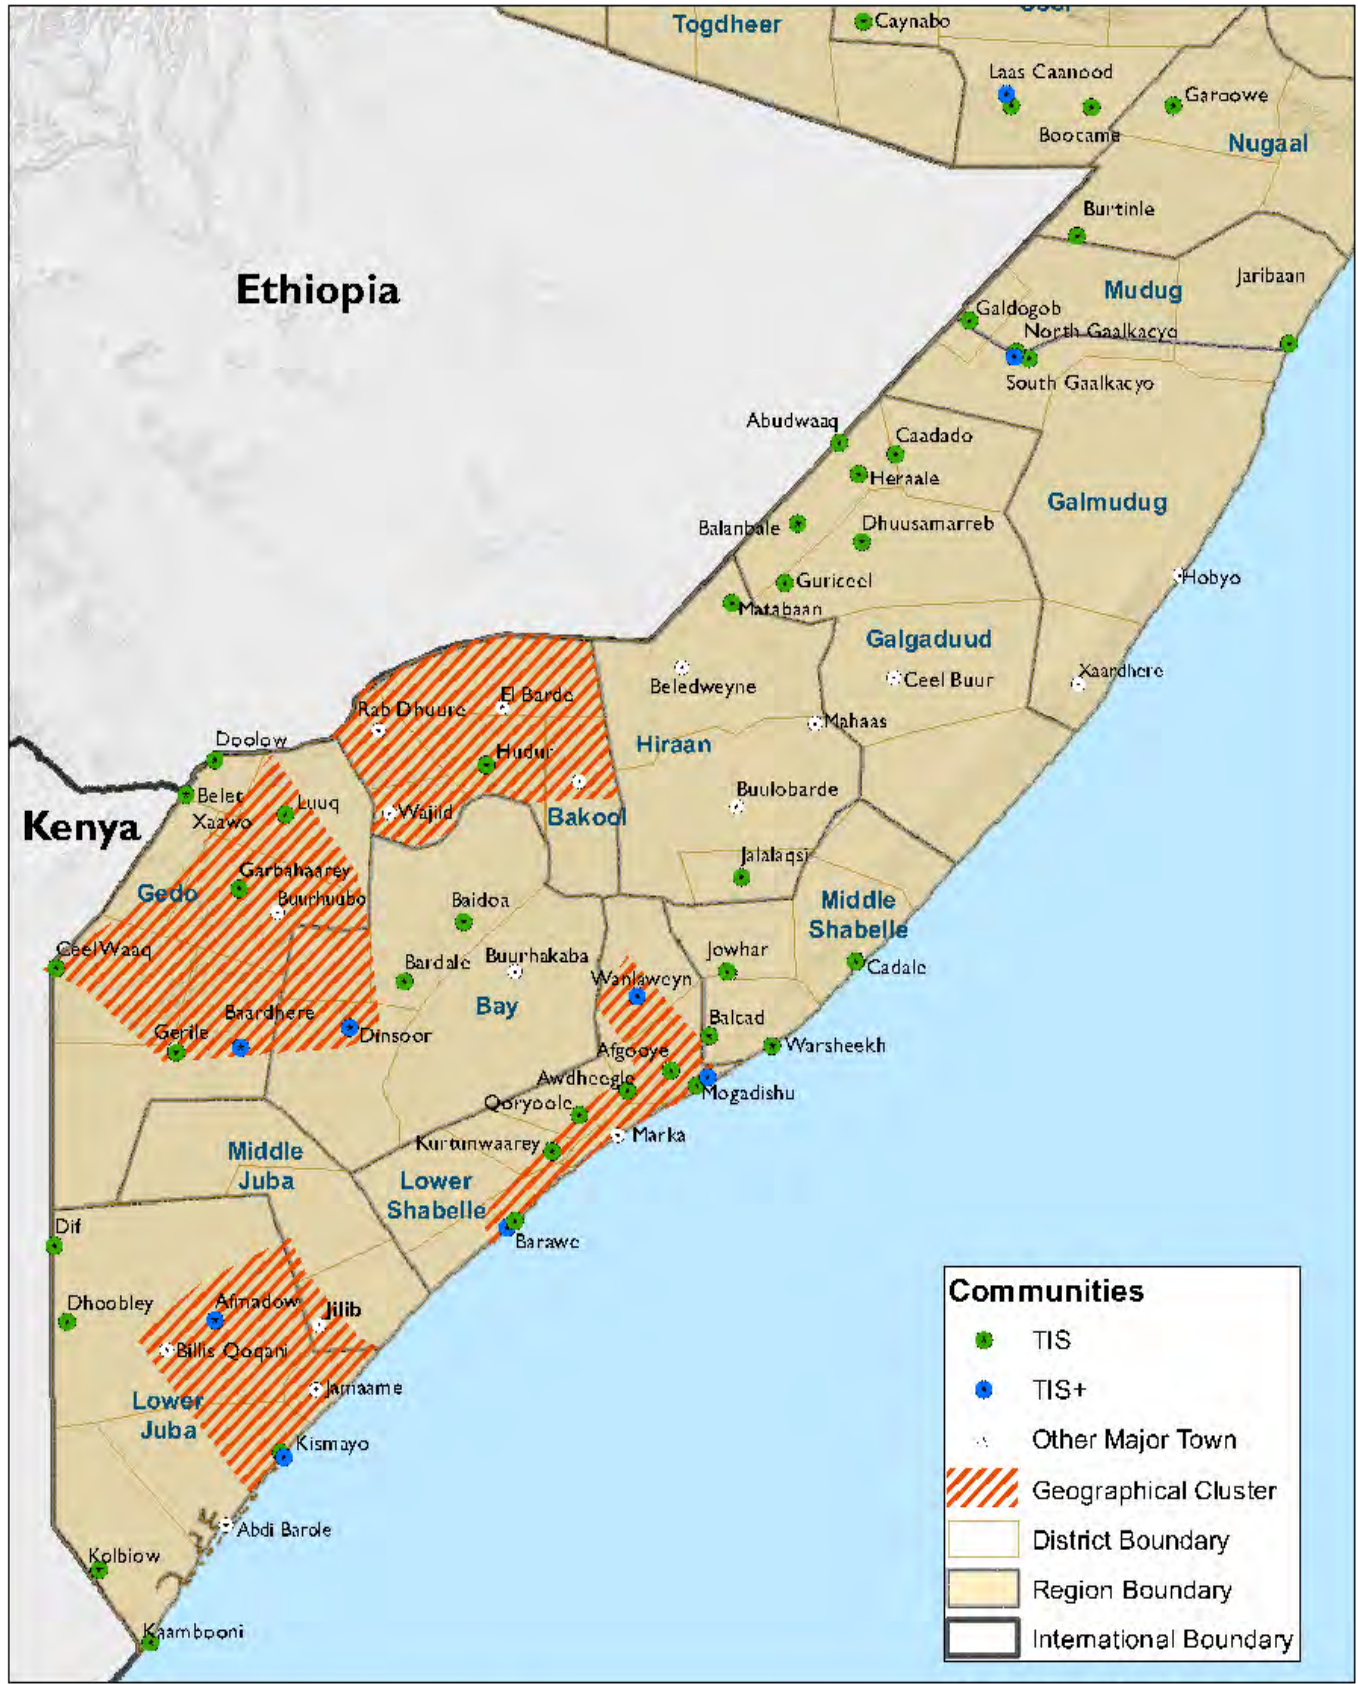 Togdheer
Caynabo
Laas Caanood
Garoowe
Boocame
Nugaal
Burtinle
Ethiopia
Jaribaan
Mudug
Galdogob
North Gaalkacyo
South Gaalkacyo
Abudwaaq
Caadado
Heraale
Galmudug
Balanbale
Dhuusamarreb
Guriceel
Hobyo
Matabaan
Galgaduud
Xaardhere
Beledweyne
Ceel Buur
El Barde
Rab Dhuure
Mahaas
Doolow
Hiraan
Hudur
Belet
Xaawo
Luuq
Buulobarde
Wajiid
Bakool
Kenya
Jalalaqsi
Garbahaarey
Gedo
Buurhuubo
Baidoa
Middle
Shabelle
Ceel Waaq
Jowhar
Bardale
Buurhakaba
Cadale
Wanlaweyn
Bay
Baardhere
Gerile
Dinsoor
Balcad
Warsheekh
Afgooye
Awdheegle
Mogadishu
Qoryoole
Marka
Kurtunwaarey
Middle
Juba
Lower
Shabelle
Dif
Barawe
Dhoobley
Afmadow
Jilib
Billis Qoqani
Jamaame
Lower
Juba
Kismayo
Abdi Barole
Kolbiow
Kaambooni
Communities
TIS
TIS+
Other Major Town
Geographical Cluster
District Boundary
Region Boundary
International Boundary